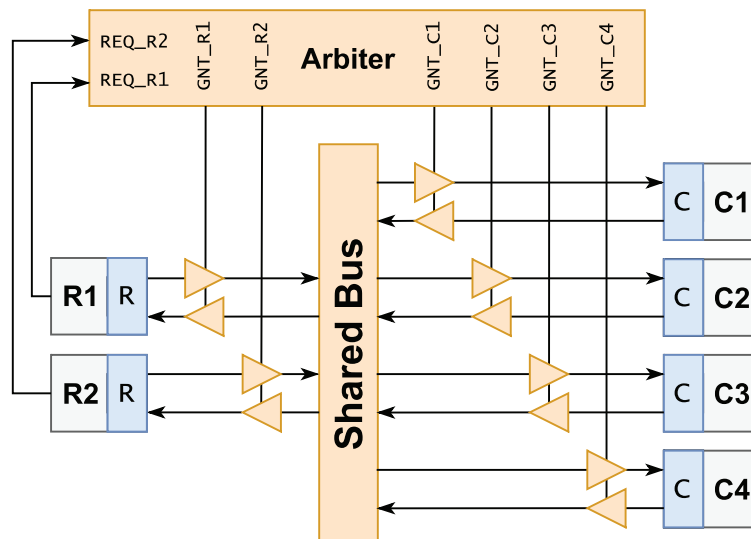 REQ_R2
REQ_R1
GNT_R1
GNT_R2
Arbiter
GNT_C1
GNT_C2
GNT_C3
GNT_C4
Shared Bus
R1 R
R2 R
C C1
C C2
C C3
C C4